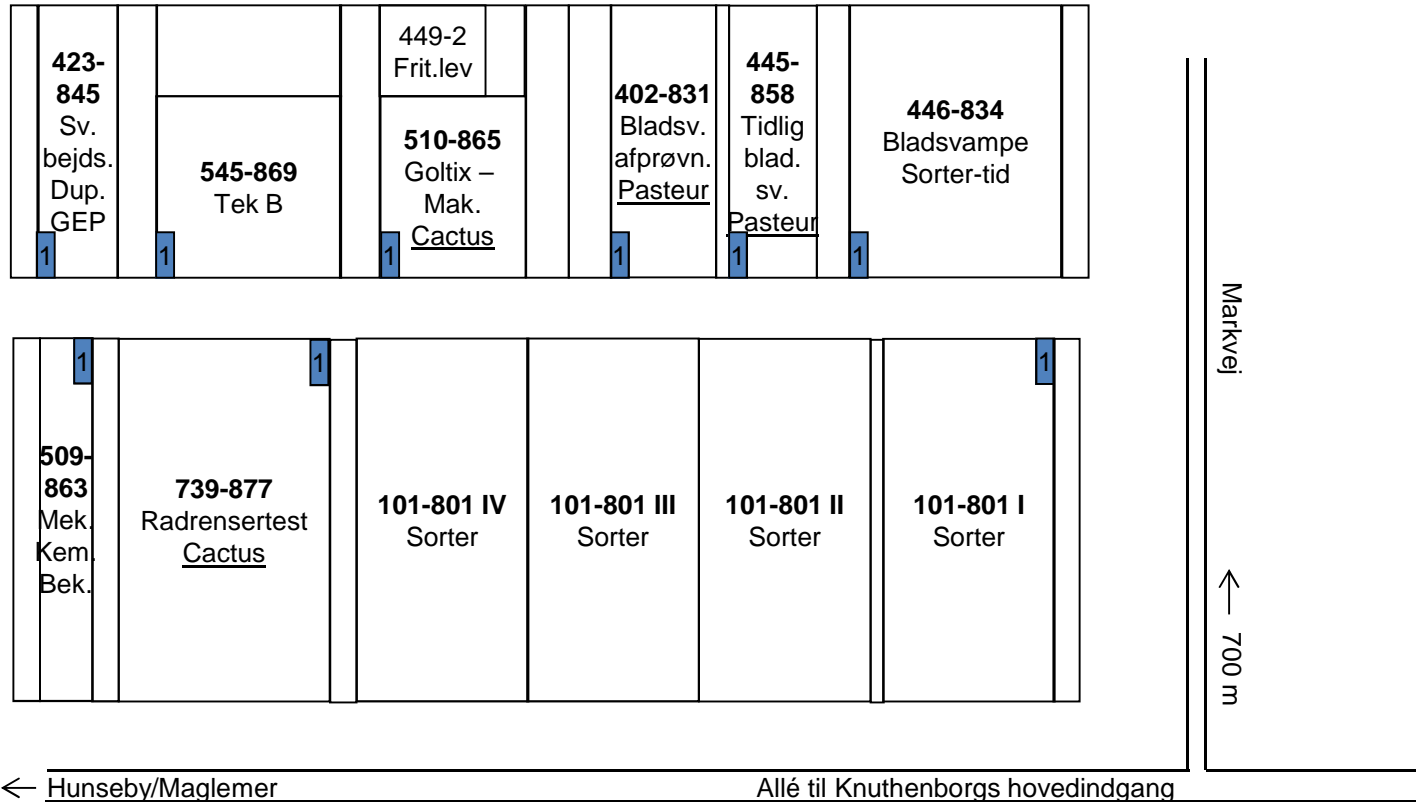 423-
845
Sv.
bejds.
Dup.
GEP
1
545-869
Tek B
1
449-2
Frit.lev
510-865
Goltix –
Mak.
Cactus
1
402-831
Bladsv.
afprøvn.
Pasteur
1
445-
858
Tidlig
blad.
sv.
Pasteur
1
446-834
Bladsvampe
Sorter-tid
1
1
509-
863
Mek.
Kem.
Bek.
1
739-877
Radrensertest
Cactus
101-801 IV
Sorter
101-801 III
Sorter
101-801 II
Sorter
1
101-801 I
Sorter
Markvej
← 700 m
← Hunseby/Maglemer
Allé til Knuthenborgs hovedindgang